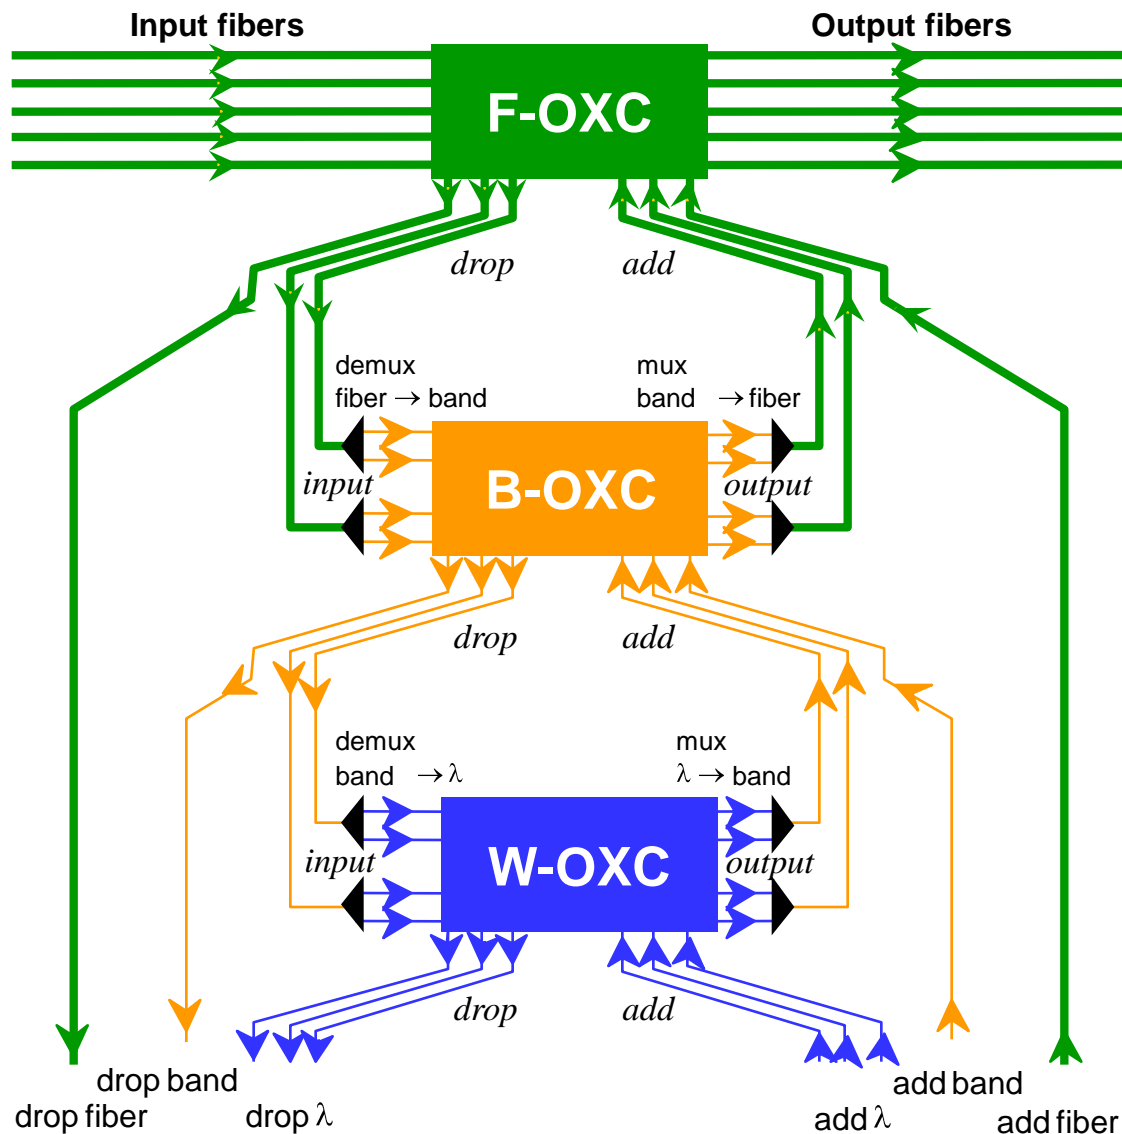 Input fibers
Output fibers
F-OXC
drop
add
demux
fiber → band
mux
band → fiber
input
B-OXC
output
drop
add
demux
band → λ
mux
λ → band
input
W-OXC
output
drop
add
drop band
add band
drop fiber
drop λ
add λ
add fiber